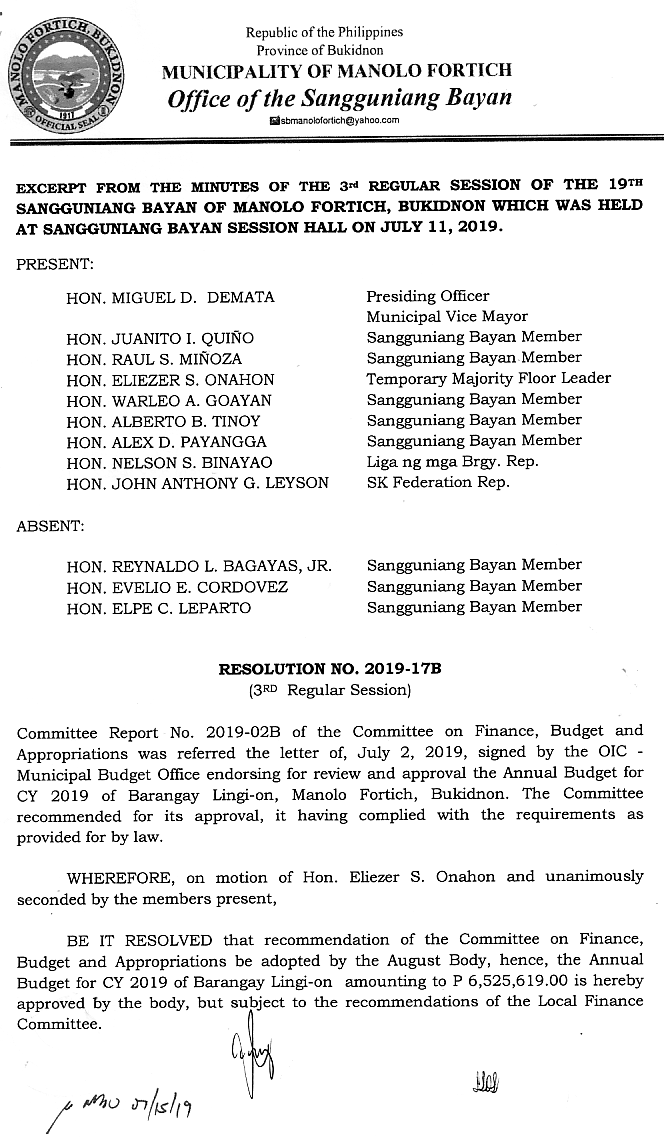 MANOLO FORTICH, BUKIDNON
1917
OFFICIAL SEAL
Republic of the Philippines
Province of Bukidnon
MUNICIPALITY OF MANOLO FORTICH
Office of the Sangguniang Bayan
sbmanolofortich@yahoo.com
EXCERPT FROM THE MINUTES OF THE 3rd REGULAR SESSION OF THE 19TH
SANGGUNIANG BAYAN OF MANOLO FORTICH, BUKIDNON WHICH WAS HELD
AT SANGGUNIANG BAYAN SESSION HALL ON JULY 11, 2019.
PRESENT:
HON. MIGUEL D. DEMATA Presiding Officer
Municipal Vice Mayor
HON. JUANITO I. QUIÑO Sangguniang Bayan Member
HON. RAUL S. MIÑOZA Sangguniang Bayan Member
HON. ELIEZER S. ONAHON Temporary Majority Floor Leader
HON. WARLEO A. GOAYAN Sangguniang Bayan Member
HON. ALBERTO B. TINOY Sangguniang Bayan Member
HON. ALEX D. PAYANGGA Sangguniang Bayan Member
HON. NELSON S. BINAYAO Liga ng mga Brgy. Rep.
HON. JOHN ANTHONY G. LEYSON SK Federation Rep.
ABSENT:
HON. REYNALDO L. BAGAYAS, JR. Sangguniang Bayan Member
HON. EVELIO E. CORDOVEZ Sangguniang Bayan Member
HON. ELPE C. LEPARTO Sangguniang Bayan Member
RESOLUTION NO. 2019-17B
(3RD Regular Session)
Committee Report No. 2019-02B of the Committee on Finance, Budget and
Appropriations was referred the letter of, July 2, 2019, signed by the OIC -
Municipal Budget Office endorsing for review and approval the Annual Budget for
CY 2019 of Barangay Lingi-on, Manolo Fortich, Bukidnon. The Committee
recommended for its approval, it having complied with the requirements as
provided for by law.
WHEREFORE, on motion of Hon. Eliezer S. Onahon and unanimously
seconded by the members present,
BE IT RESOLVED that recommendation of the Committee on Finance,
Budget and Appropriations be adopted by the August Body, hence, the Annual
Budget for CY 2019 of Barangay Lingi-on amounting to P 6,525,619.00 is hereby
approved by the body, but subject to the recommendations of the Local Finance
Committee.
07/15/19